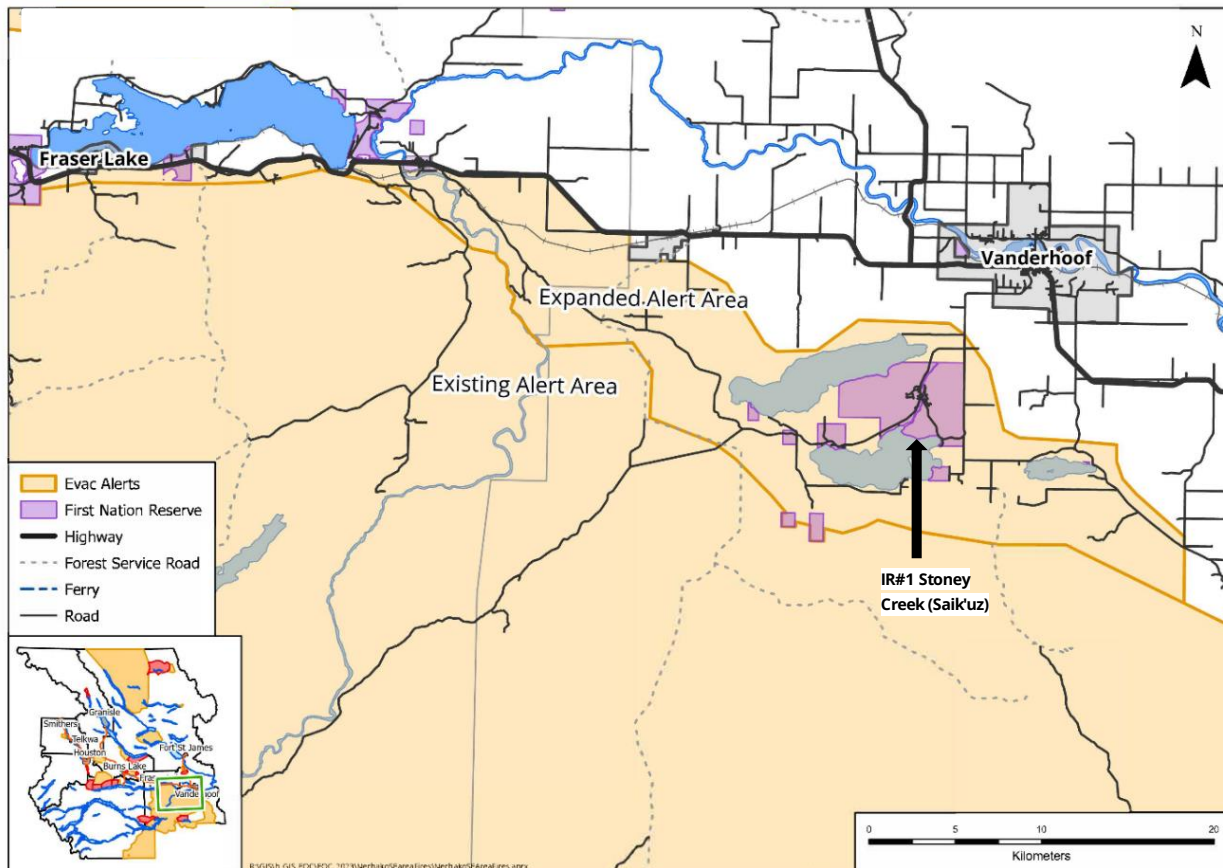 N
Fraser Lake
Vanderhoof
Expanded Alert Area
Existing Alert Area
IR#1 Stoney
Creek (Saik'uz)
Evac Alerts
First Nation Reserve
Highway
Forest Service Road
Ferry
Road
Granisle
Smithers
Telkwa
Houston
Fort St James
Burns Lake
0 5 10 20
Kilometers